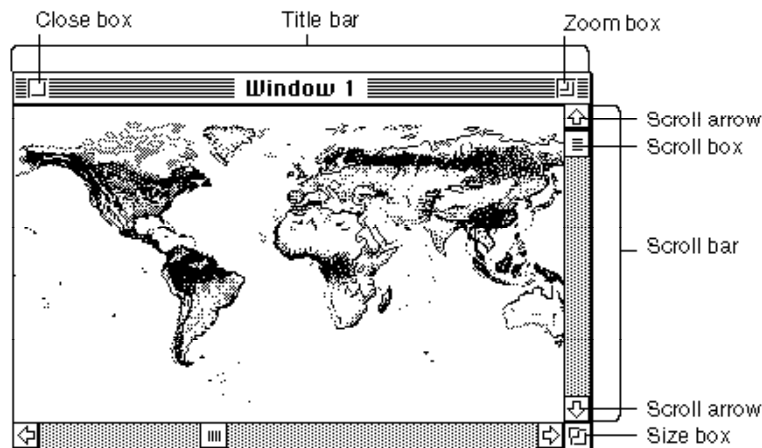 Close box
Title bar
Zoom box
Window 1
Scroll arrow
Scroll box
Scroll bar
Scroll arrow
Size box